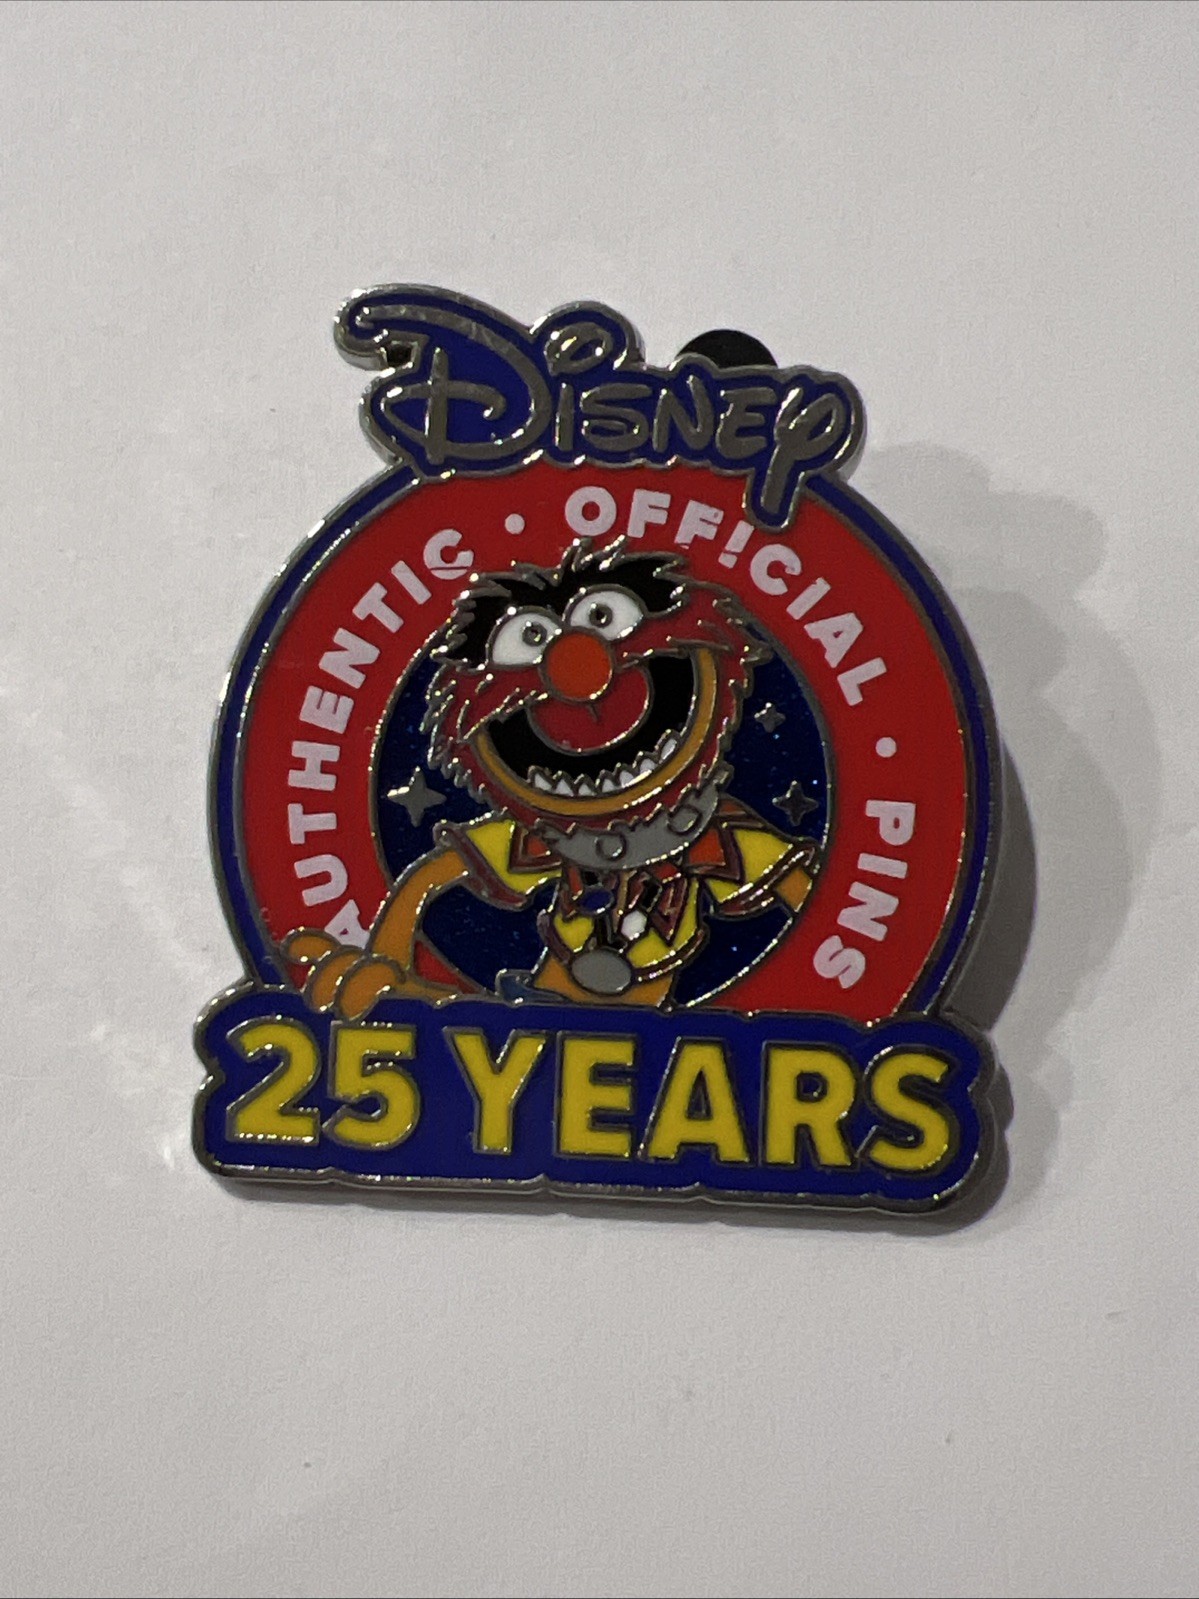 DISNEY
AUTHENTIC • OFFICIAL • PINS
25 YEARS